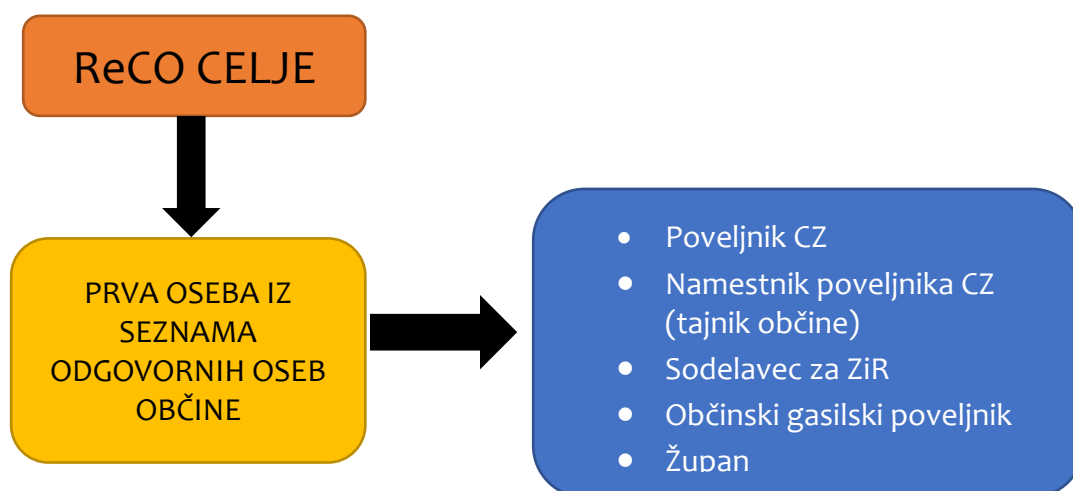 ReCO CELJE
PRVA OSEBA IZ
SEZNAMA
ODGOVORNIH OSEB
OBČINE
• Poveljnik CZ
• Namestnik poveljnika CZ
(tajnik občine)
• Sodelavec za ZiR
• Občinski gasilski poveljnik
• Župan